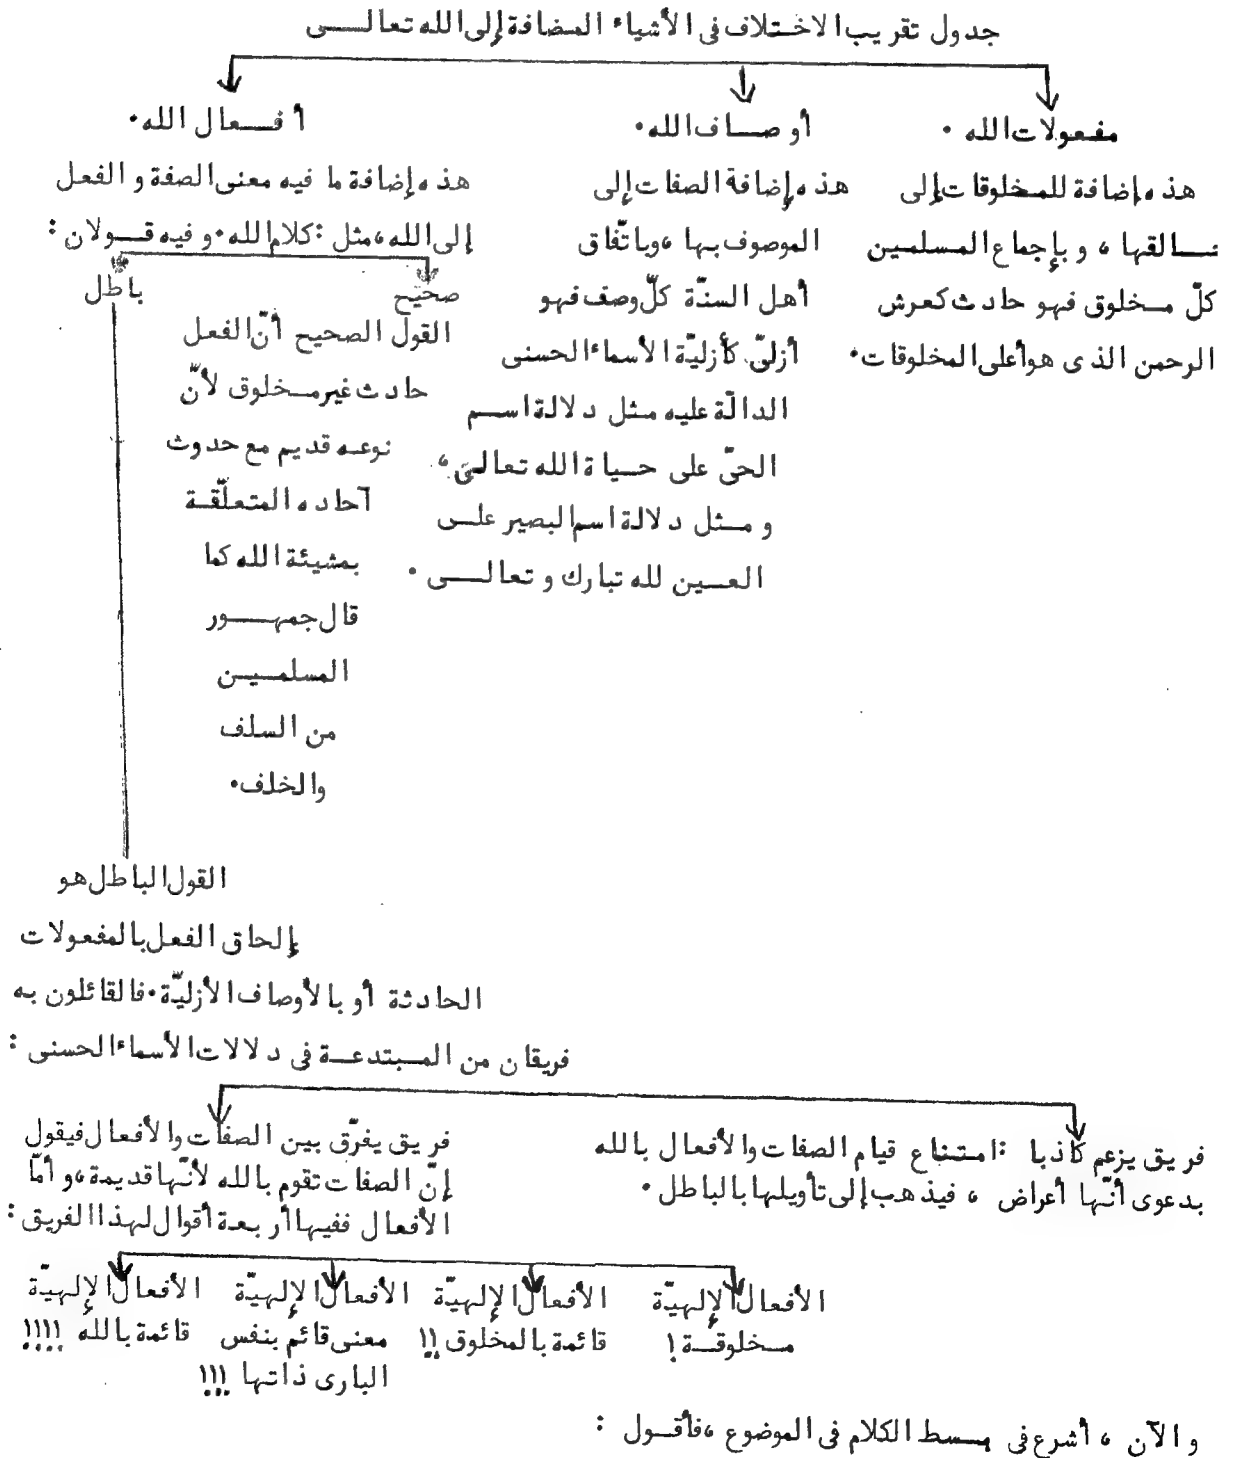 جدول تقريب الاختلاف في الأشياء المضافة إلى الله تعالى
مفعولات الله .
هذه إضافة للمخلوقات إلى
خالقها ، وبإجماع المسلمين
كلّ مخلوق فهو حادث كعرش
الرحمن الذى هو أعلى المخلوقات .
أوصاف الله .
هذه إضافة الصفات إلى
الموصوف بها ، وباتّفاق
أهل السنّة كلّ وصف فهو
أزليّ كأزليّة الأسماء الحسنى
الدالّة عليه مثل دلالة اسم
الحيّ على حياة الله تعالى ،
ومثل دلالة اسم البصير على
العين لله تبارك وتعالى .
أفعال الله .
هذه إضافة ما فيه معنى الصفة والفعل
إلى الله ، مثل : كلام الله . وفيه قولان :
صحيح
القول الصحيح أنّ الفعل
حادث غير مخلوق لأنّ
نوعه قديم مع حدوث
آحاده المتعلّقة
بمشيئة الله كما
قال جمهور
المسلمين
من السلف
والخلف .
باطل
القول الباطل هو
إلحاق الفعل بالمفعولات
الحادثة أو بالأوصاف الأزليّة . فالقائلون به
فريقان من المبتدعة في دلالات الأسماء الحسنى :
فريق يزعم كاذبا : امتناع قيام الصفات والأفعال بالله
بدعوى أنّها أعراض ، فيذهب إلى تأويلها بالباطل .
فريق يفرّق بين الصفات والأفعال فيقول
إنّ الصفات تقوم بالله لأنّها قديمة ، وأمّا
الأفعال ففيها أربعة أقوال لهذا الفريق :
الأفعال الإلهيّة
مخلوقة !
الأفعال الإلهيّة
قائمة بالمخلوق !!
الأفعال الإلهيّة
معنى قائم بنفس
البارى ذاتها !!!
الأفعال الإلهيّة
قائمة بالله !!!!
والآن ، أشرع في بسط الكلام في الموضوع ، فأقول :